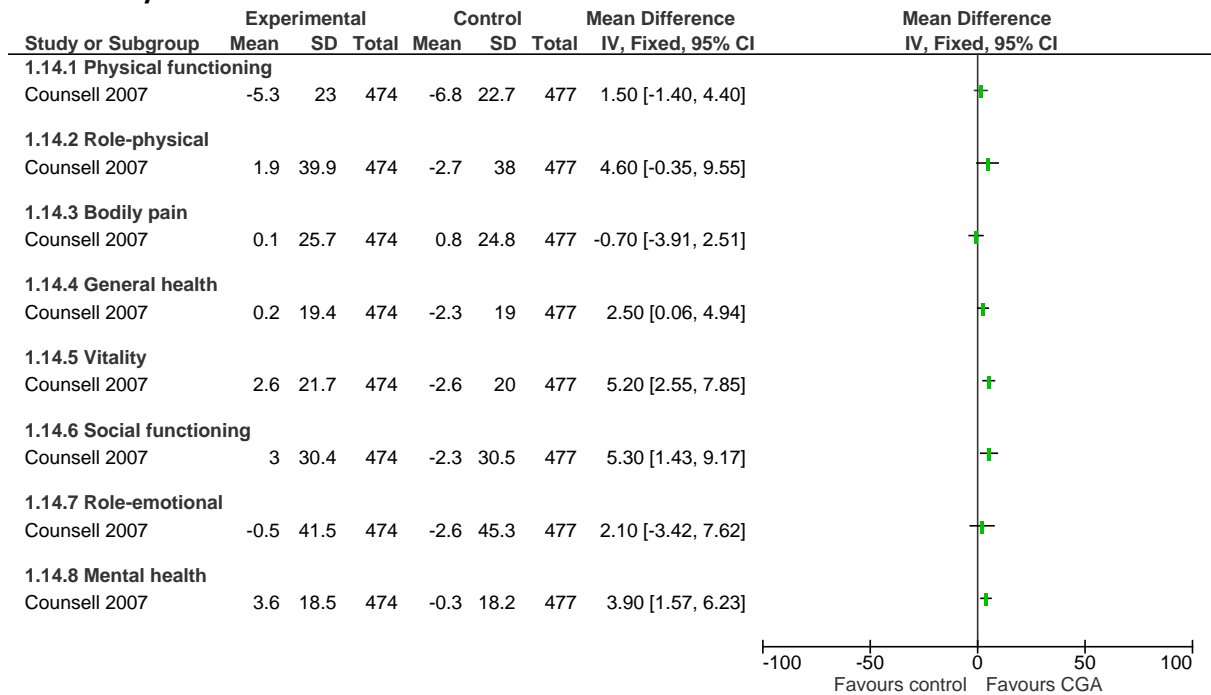 Experimental Control Mean Difference Mean Difference
Study or Subgroup Mean SD Total Mean SD Total IV, Fixed, 95% CI IV, Fixed, 95% CI
1.14.1 Physical functioning
Counsell 2007 -5.3 23 474 -6.8 22.7 477 1.50 [-1.40, 4.40]
1.14.2 Role-physical
Counsell 2007 1.9 39.9 474 -2.7 38 477 4.60 [-0.35, 9.55]
1.14.3 Bodily pain
Counsell 2007 0.1 25.7 474 0.8 24.8 477 -0.70 [-3.91, 2.51]
1.14.4 General health
Counsell 2007 0.2 19.4 474 -2.3 19 477 2.50 [0.06, 4.94]
1.14.5 Vitality
Counsell 2007 2.6 21.7 474 -2.6 20 477 5.20 [2.55, 7.85]
1.14.6 Social functioning
Counsell 2007 3 30.4 474 -2.3 30.5 477 5.30 [1.43, 9.17]
1.14.7 Role-emotional
Counsell 2007 -0.5 41.5 474 -2.6 45.3 477 2.10 [-3.42, 7.62]
1.14.8 Mental health
Counsell 2007 3.6 18.5 474 -0.3 18.2 477 3.90 [1.57, 6.23]
-100 -50 0 50 100
Favours control Favours CGA